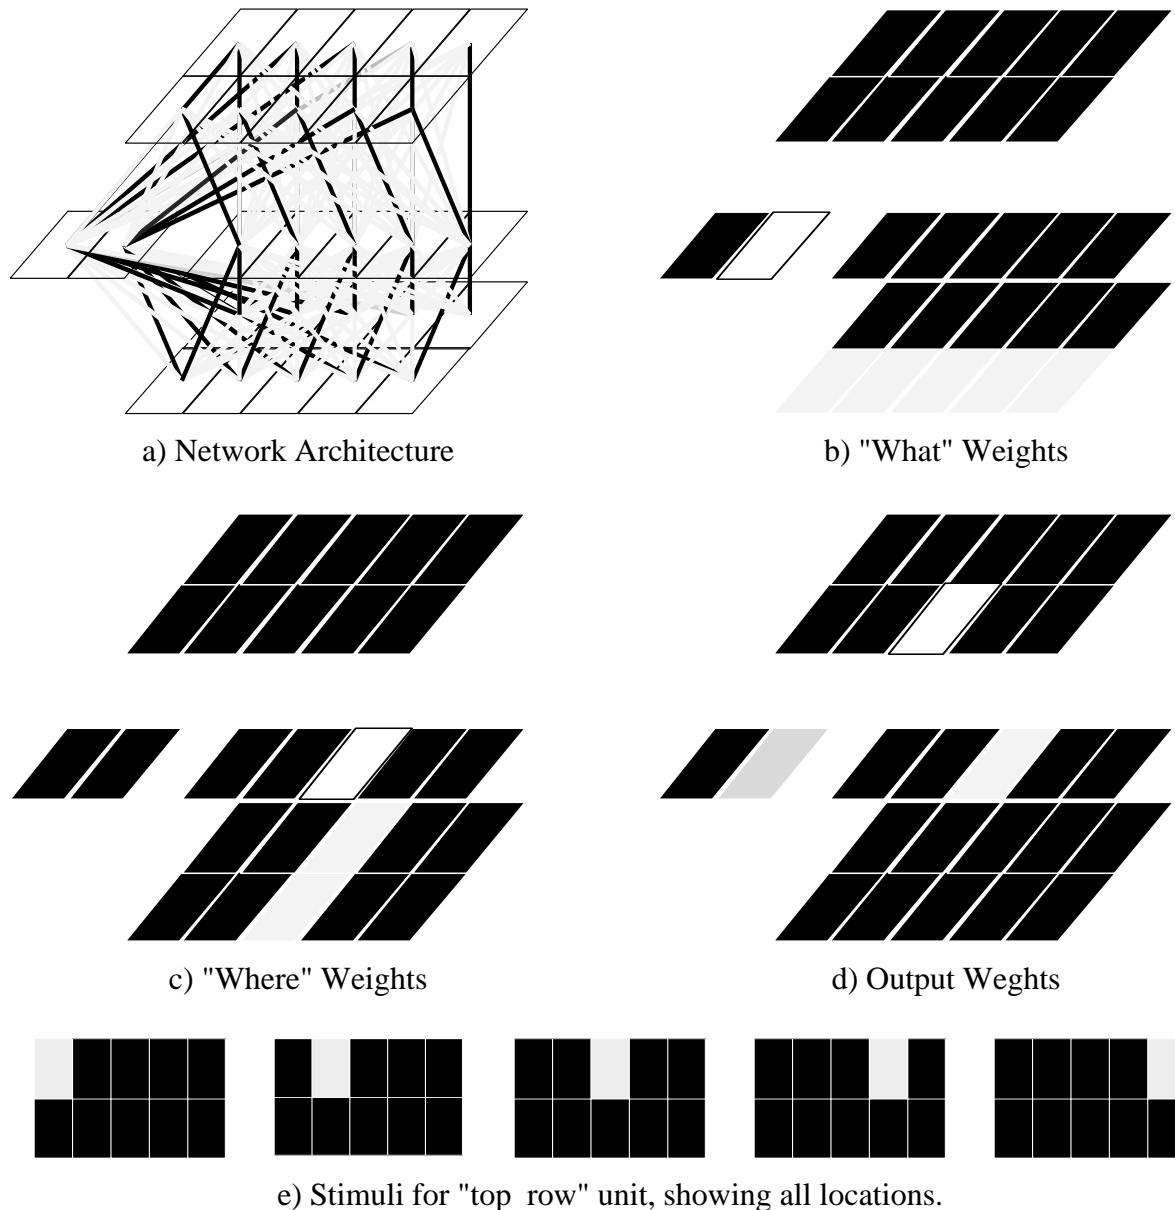 a) Network Architecture
b) "What" Weights
c) "Where" Weights
d) Output Weghts
e) Stimuli for "top row" unit, showing all locations.